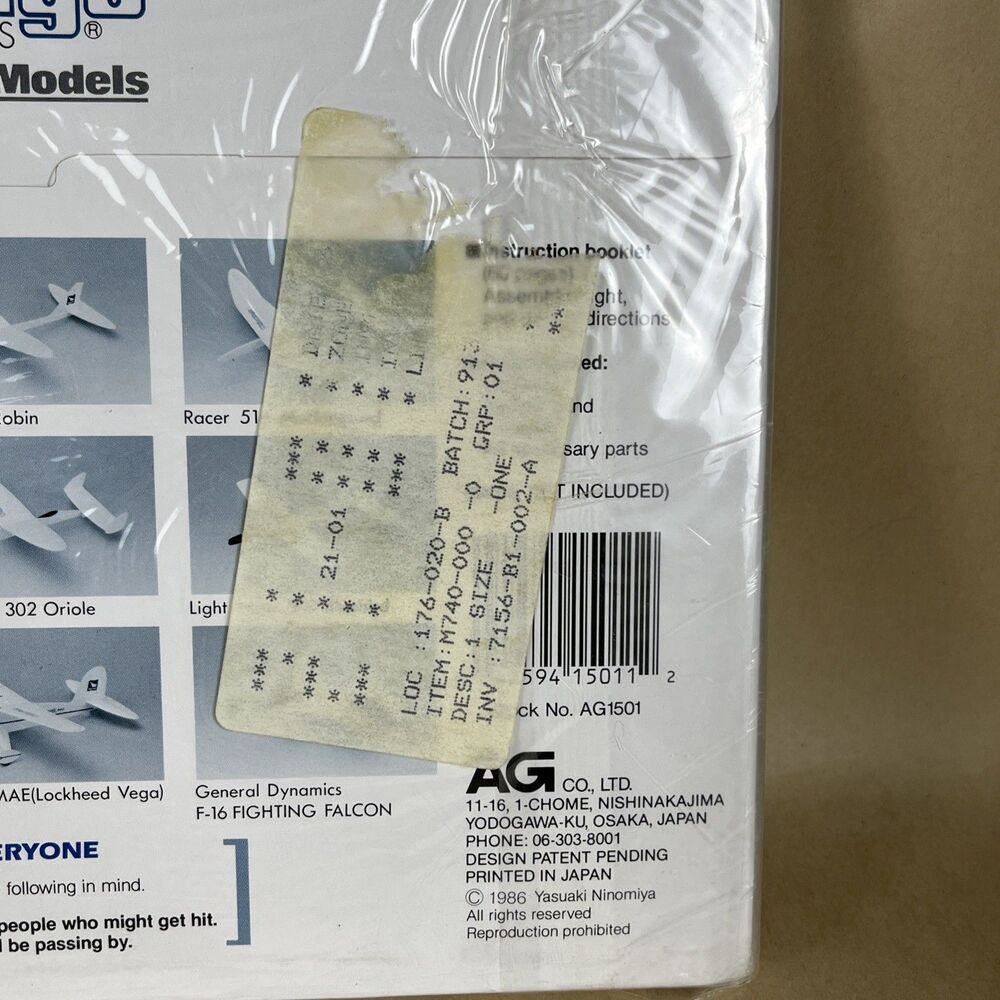 S ®
Models
Instruction booklet
ght,
directions
ed:
nd
sary parts
T INCLUDED)
obin
Racer 51
302 Oriole
Light
MAE(Lockheed Vega)
General Dynamics
F-16 FIGHTING FALCON
*** * *** * ***
* * * 21-01 * *
*** ** ** ** ***
* * * * *
**
LOC :176-020-B BATCH:91
ITEM:M740-000 -0 GRP:01
DESC:1 SIZE -ONE
INV :7156-B1-002-A
594 15011 2
ck No. AG1501
AG CO., LTD.
11-16, 1-CHOME, NISHINAKAJIMA
YODOGAWA-KU, OSAKA, JAPAN
PHONE: 06-303-8001
DESIGN PATENT PENDING
PRINTED IN JAPAN
© 1986 Yasuaki Ninomiya
All rights reserved
Reproduction prohibited
ERYONE
following in mind.
people who might get hit.
l be passing by.